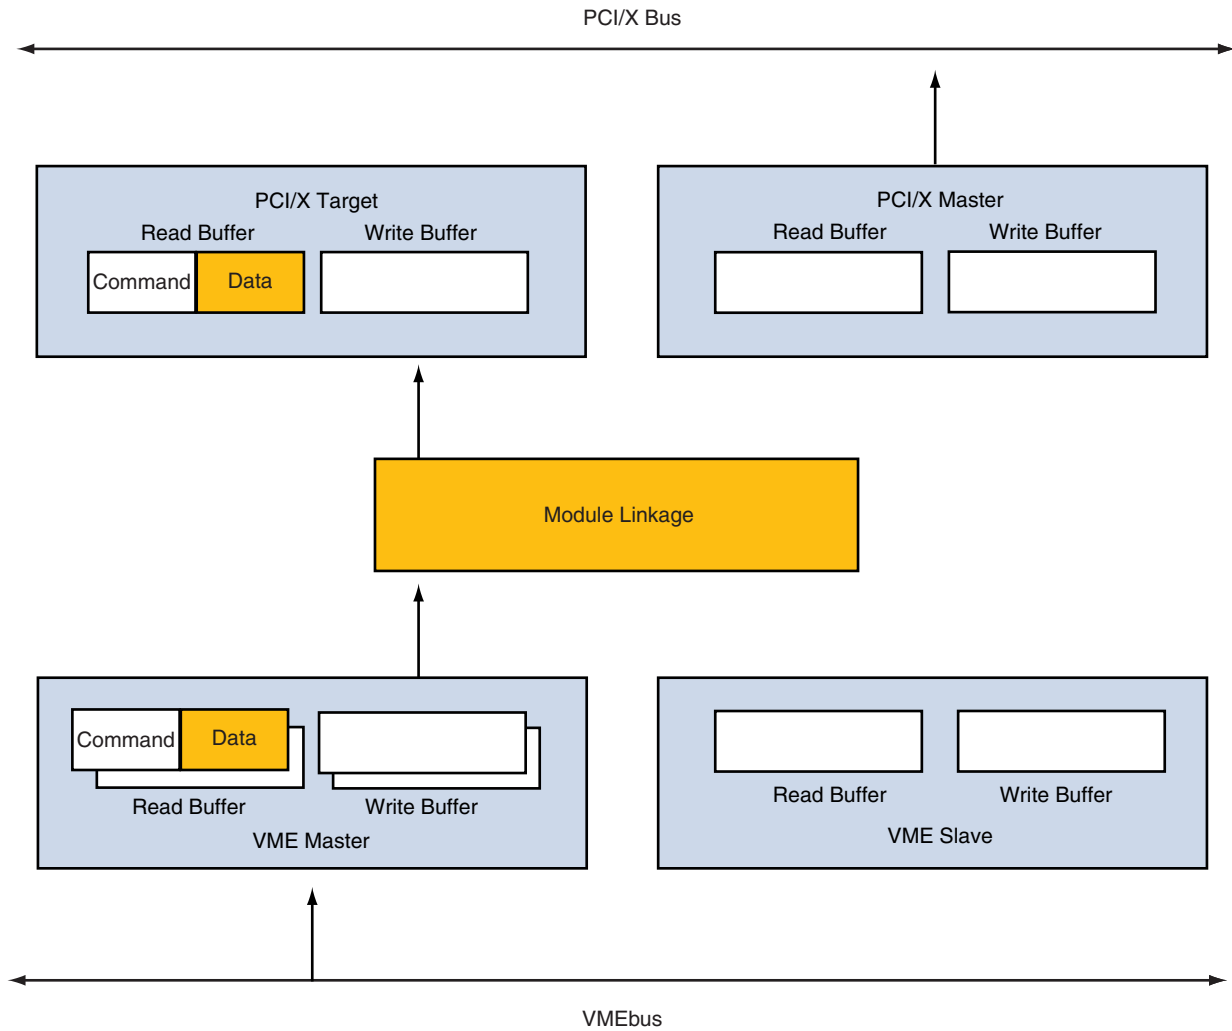 PCI/X Bus
PCI/X Target
Read Buffer
Write Buffer
Command
Data
PCI/X Master
Read Buffer
Write Buffer
Module Linkage
Command
Data
Read Buffer
Write Buffer
VME Master
Read Buffer
Write Buffer
VME Slave
VMEbus